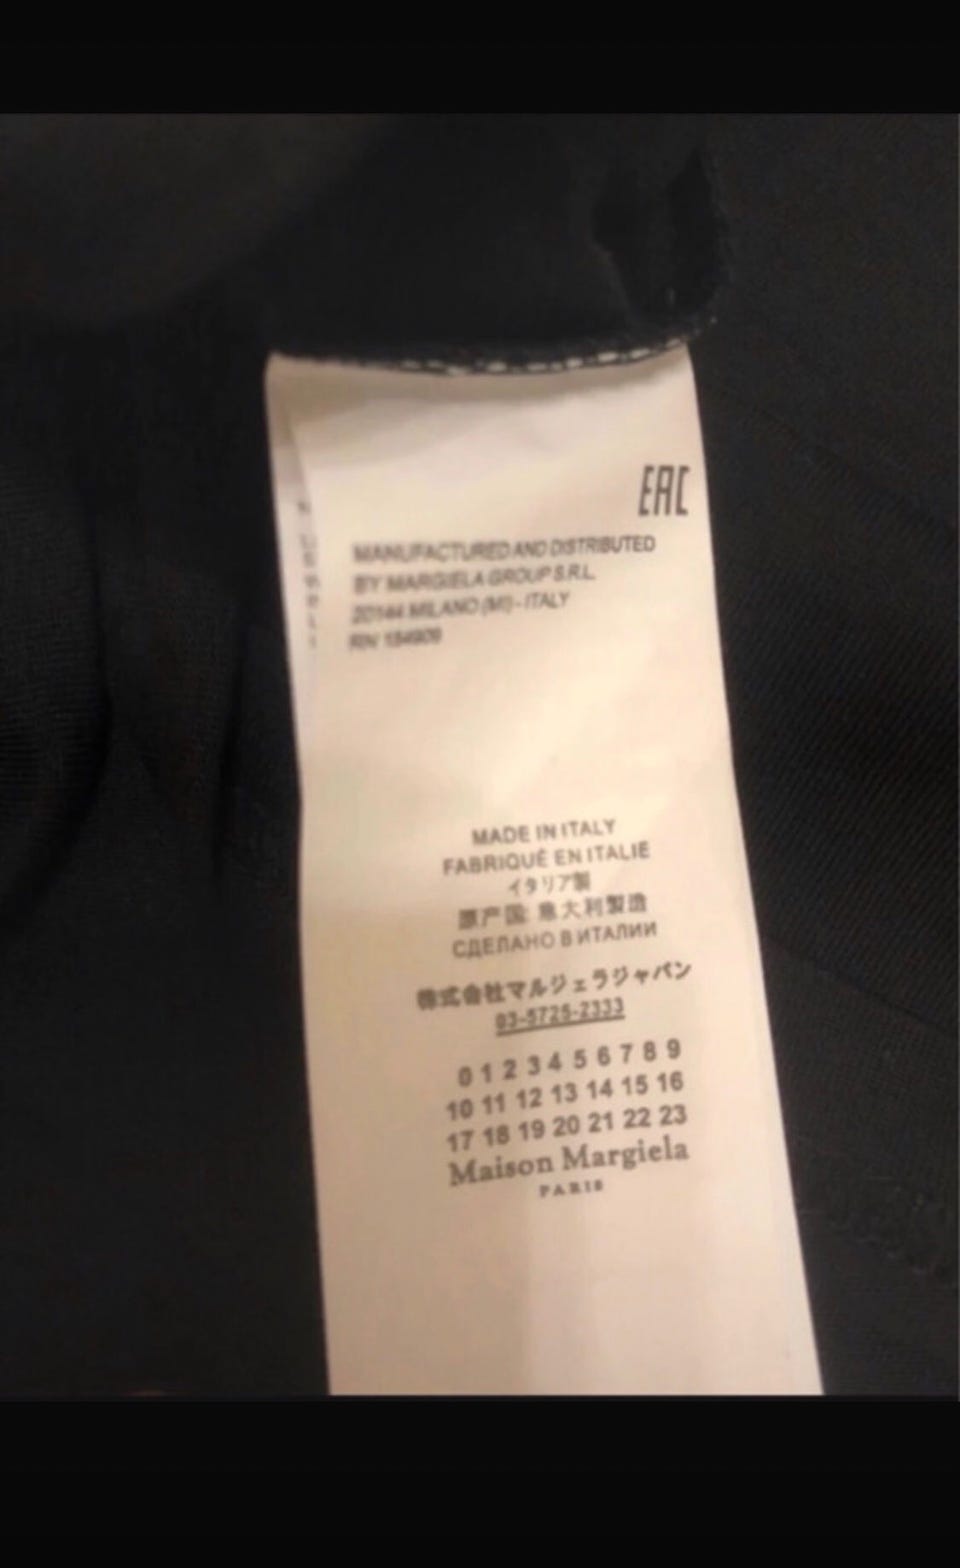 EAC
MANUFACTURED AND DISTRIBUTED
BY MARGIELA GROUP S.R.L.
20144 MILANO (MI) - ITALY
RN 154909
MADE IN ITALY
FABRIQUÉ EN ITALIE
イタリア製
原产国: 意大利製造
СДЕЛАНО В ИТАЛИИ
株式会社マルジェラジャパン
03-5725-2333
0 1 2 3 4 5 6 7 8 9
10 11 12 13 14 15 16
17 18 19 20 21 22 23
Maison Margiela
PARIS